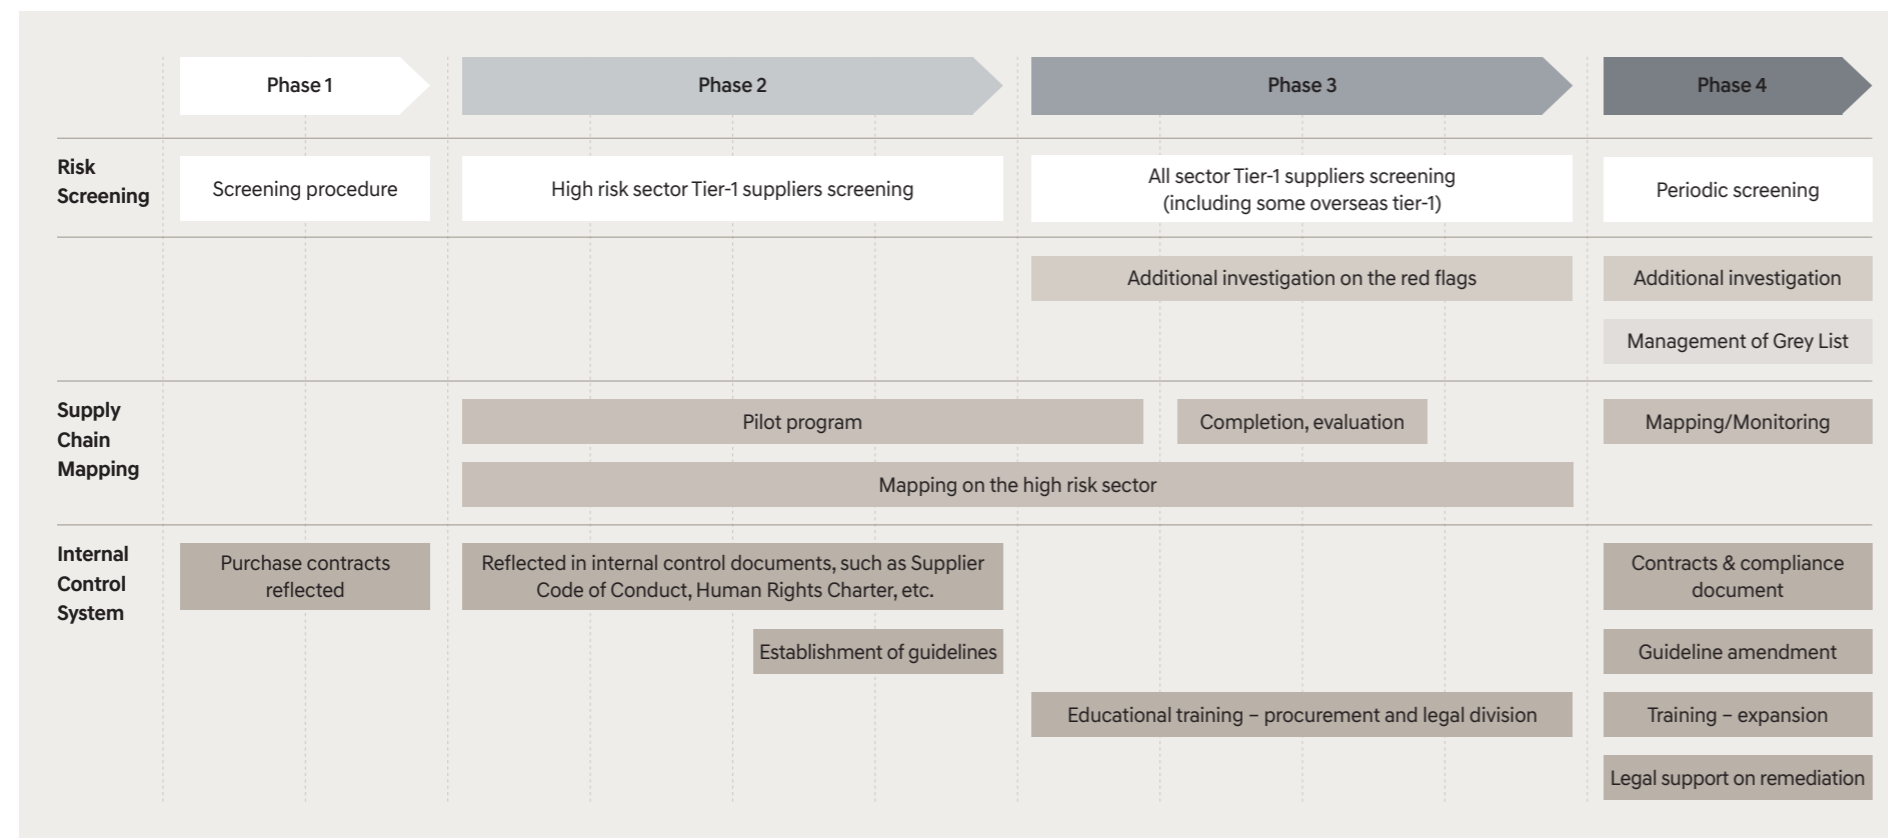 Phase 1
Phase 2
Phase 3
Phase 4
Risk
Screening
Screening procedure
High risk sector Tier-1 suppliers screening
All sector Tier-1 suppliers screening
(including some overseas tier-1)
Periodic screening
Additional investigation on the red flags
Additional investigation
Management of Grey List
Supply
Chain
Mapping
Pilot program
Completion, evaluation
Mapping/Monitoring
Mapping on the high risk sector
Internal
Control
System
Purchase contracts
reflected
Reflected in internal control documents, such as Supplier
Code of Conduct, Human Rights Charter, etc.
Contracts & compliance
document
Establishment of guidelines
Guideline amendment
Educational training – procurement and legal division
Training – expansion
Legal support on remediation